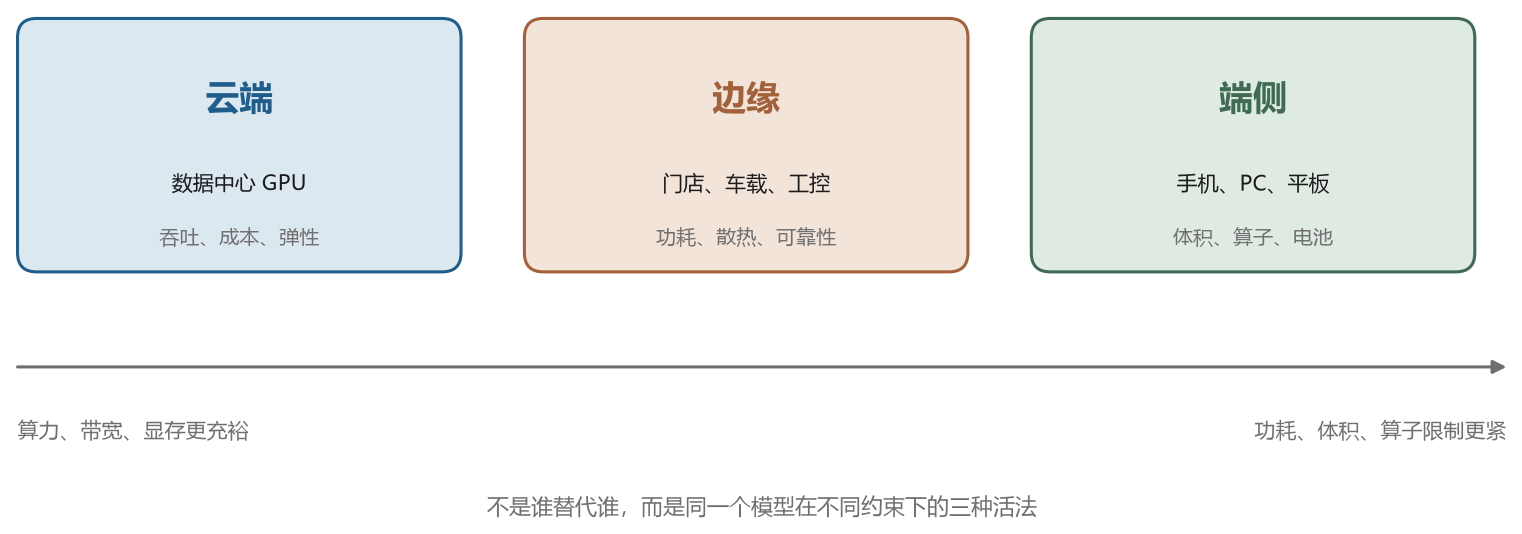 云端
数据中心 GPU
吞吐、成本、弹性
边缘
门店、车载、工控
功耗、散热、可靠性
端侧
手机、PC、平板
体积、算子、电池
算力、带宽、显存更充裕
功耗、体积、算子限制更紧
不是谁替代谁，而是同一个模型在不同约束下的三种活法